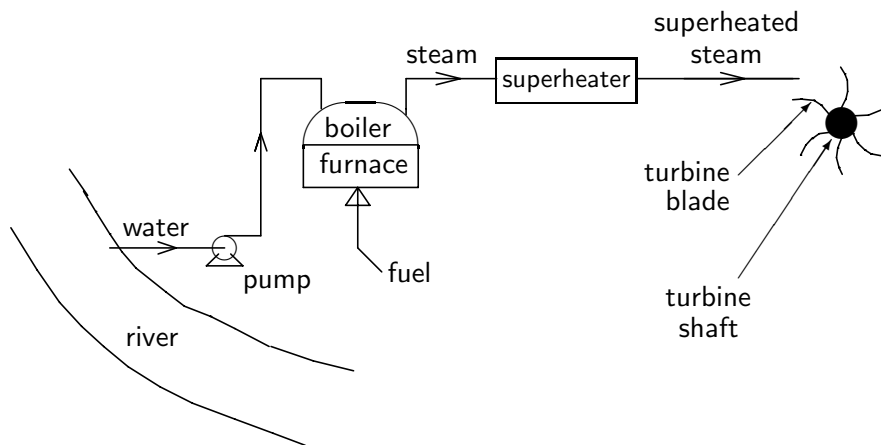 superheated
steam
steam
superheater
boiler
furnace
turbine
blade
water
pump
fuel
turbine
shaft
river